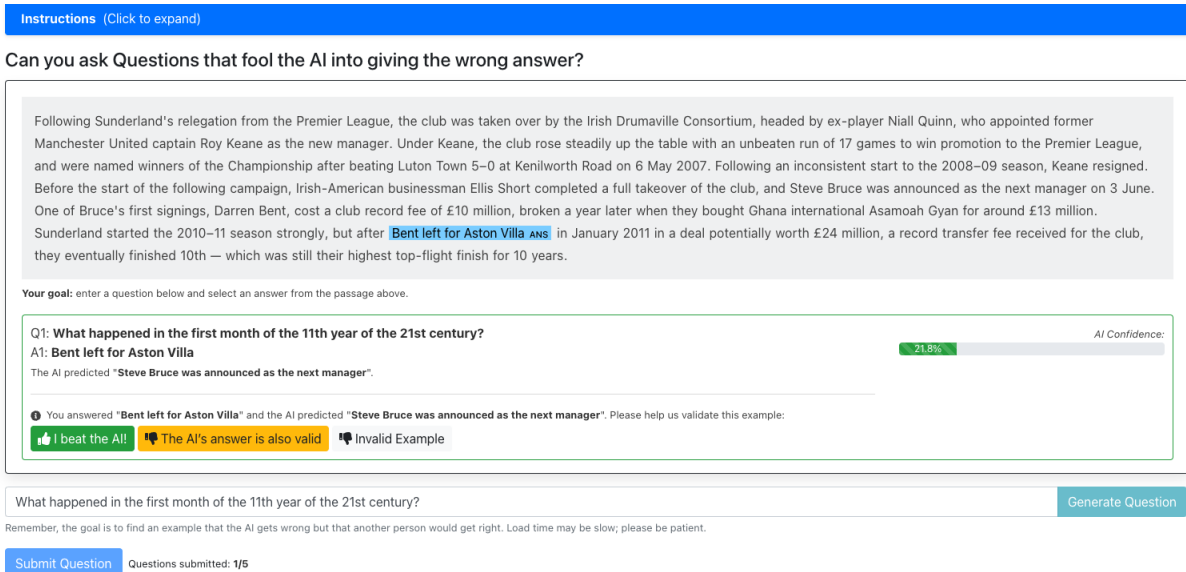 Instructions (Click to expand)
Can you ask Questions that fool the AI into giving the wrong answer?
Following Sunderland's relegation from the Premier League, the club was taken over by the Irish Drumaville Consortium, headed by ex-player Niall Quinn, who appointed former
Manchester United captain Roy Keane as the new manager. Under Keane, the club rose steadily up the table with an unbeaten run of 17 games to win promotion to the Premier League,
and were named winners of the Championship after beating Luton Town 5–0 at Kenilworth Road on 6 May 2007. Following an inconsistent start to the 2008–09 season, Keane resigned.
Before the start of the following campaign, Irish-American businessman Ellis Short completed a full takeover of the club, and Steve Bruce was announced as the next manager on 3 June.
One of Bruce's first signings, Darren Bent, cost a club record fee of £10 million, broken a year later when they bought Ghana international Asamoah Gyan for around £13 million.
Sunderland started the 2010–11 season strongly, but after Bent left for Aston Villa ANS in January 2011 in a deal potentially worth £24 million, a record transfer fee received for the club,
they eventually finished 10th — which was still their highest top-flight finish for 10 years.
Your goal: enter a question below and select an answer from the passage above.
Q1: What happened in the first month of the 11th year of the 21st century?
AI Confidence:
A1: Bent left for Aston Villa
21.8%
The AI predicted "Steve Bruce was announced as the next manager".
You answered "Bent left for Aston Villa" and the AI predicted "Steve Bruce was announced as the next manager". Please help us validate this example:
I beat the AI! The AI's answer is also valid Invalid Example
What happened in the first month of the 11th year of the 21st century? Generate Question
Remember, the goal is to find an example that the AI gets wrong but that another person would get right. Load time may be slow; please be patient.
Submit Question Questions submitted: 1/5